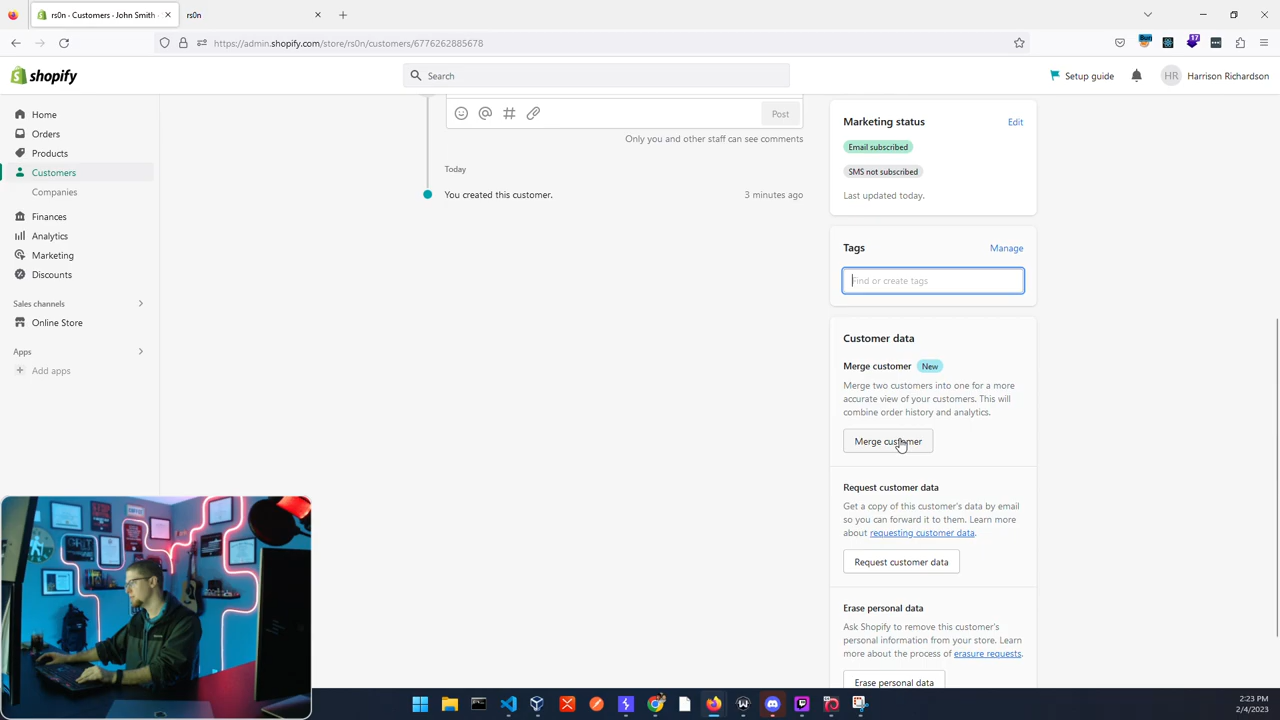 rs0n - Customers - John Smith
rs0n
https://admin.shopify.com/store/rs0n/customers/6776262885678
17
shopify
Search
Setup guide
HR
Harrison Richardson
Home
Orders
Products
Customers
Companies
Finances
Analytics
Marketing
Discounts
Sales channels
Online Store
Apps
Add apps
Post
Only you and other staff can see comments
Today
You created this customer.
3 minutes ago
Marketing status
Edit
Email subscribed
SMS not subscribed
Last updated today.
Tags
Manage
Find or create tags
Customer data
Merge customer
New
Merge two customers into one for a more
accurate view of your customers. This will
combine order history and analytics.
Merge customer
Request customer data
Get a copy of this customer's data by email
so you can forward it to them. Learn more
about requesting customer data.
Request customer data
Erase personal data
Ask Shopify to remove this customer's
personal information from your store. Learn
more about the process of erasure requests.
Erase personal data
2:23 PM
2/4/2023